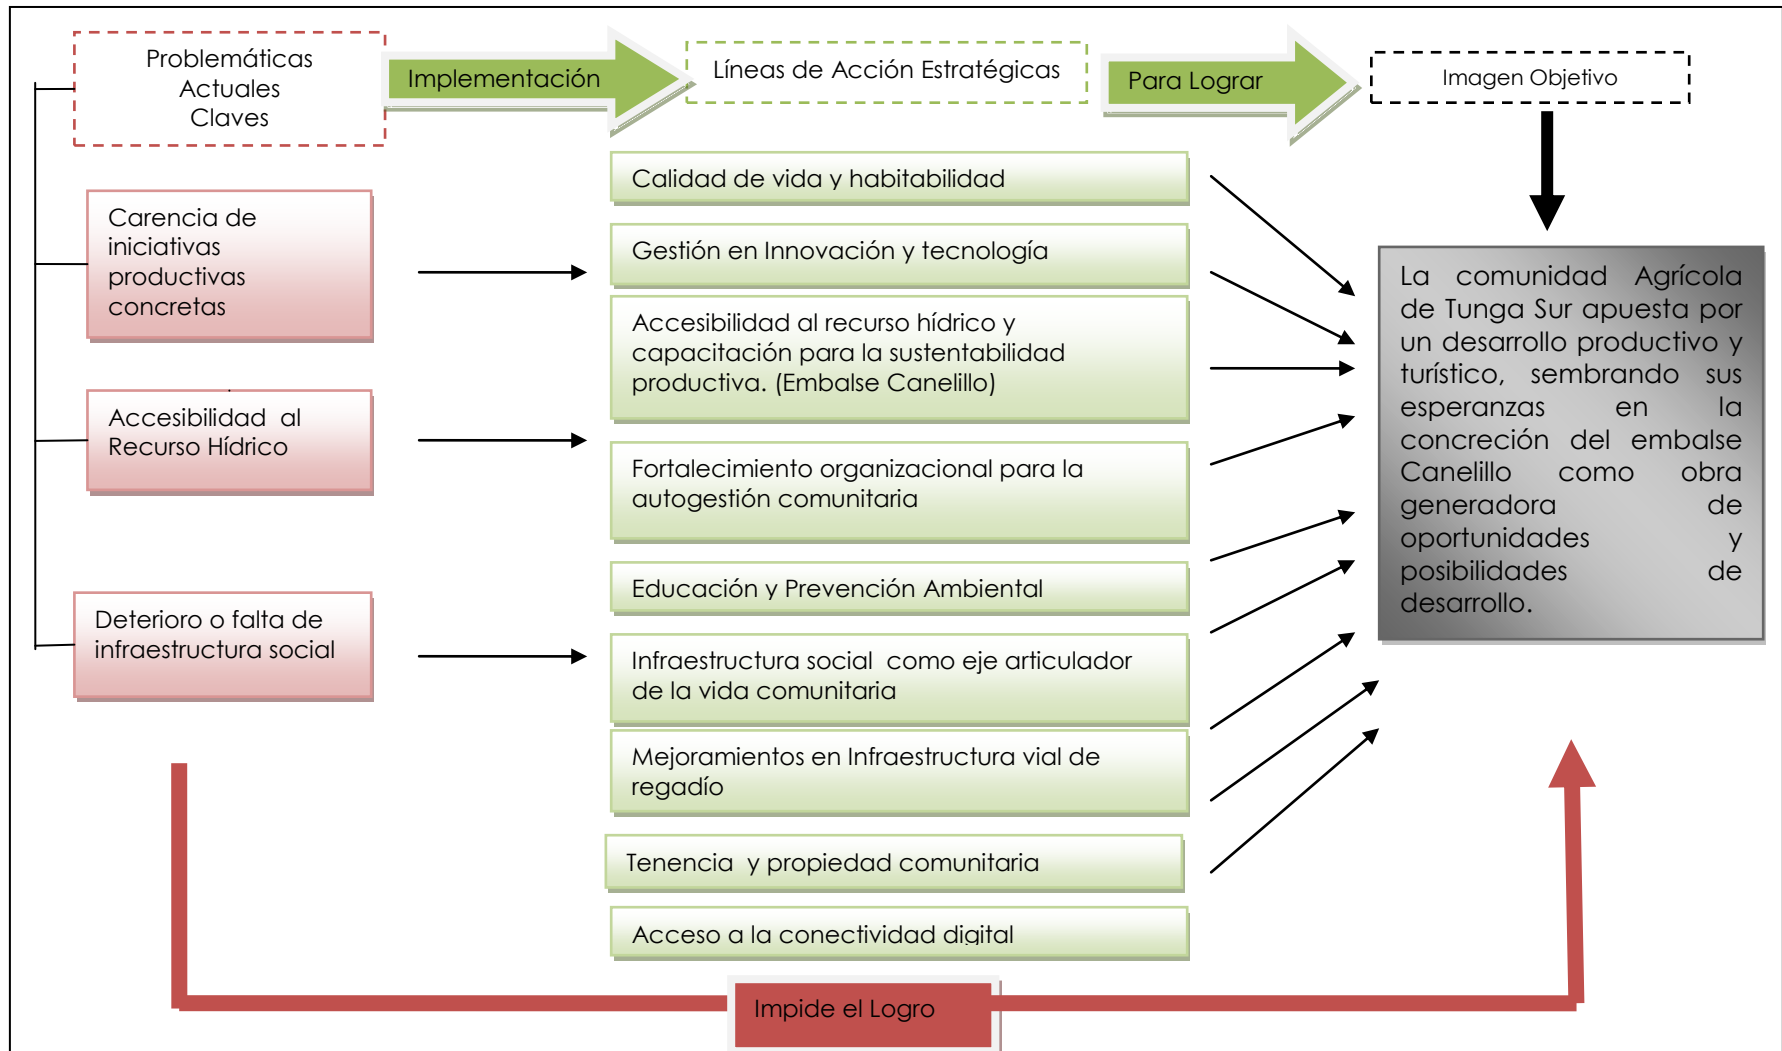 Problemáticas
Actuales
Claves
Implementación
Líneas de Acción Estratégicas
Para Lograr
Imagen Objetivo
Carencia de
iniciativas
productivas
concretas
Accesibilidad al
Recurso Hídrico
Deterioro o falta de
infraestructura social
Calidad de vida y habitabilidad
Gestión en Innovación y tecnología
Accesibilidad al recurso hídrico y
capacitación para la sustentabilidad
productiva. (Embalse Canelillo)
Fortalecimiento organizacional para la
autogestión comunitaria
Educación y Prevención Ambiental
Infraestructura social como eje articulador
de la vida comunitaria
Mejoramientos en Infraestructura vial de
regadío
Tenencia y propiedad comunitaria
Acceso a la conectividad digital
La comunidad Agrícola
de Tunga Sur apuesta por
un desarrollo productivo y
turístico, sembrando sus
esperanzas en la
concreción del embalse
Canelillo como obra
generadora de
oportunidades y
posibilidades de
desarrollo.
Impide el Logro